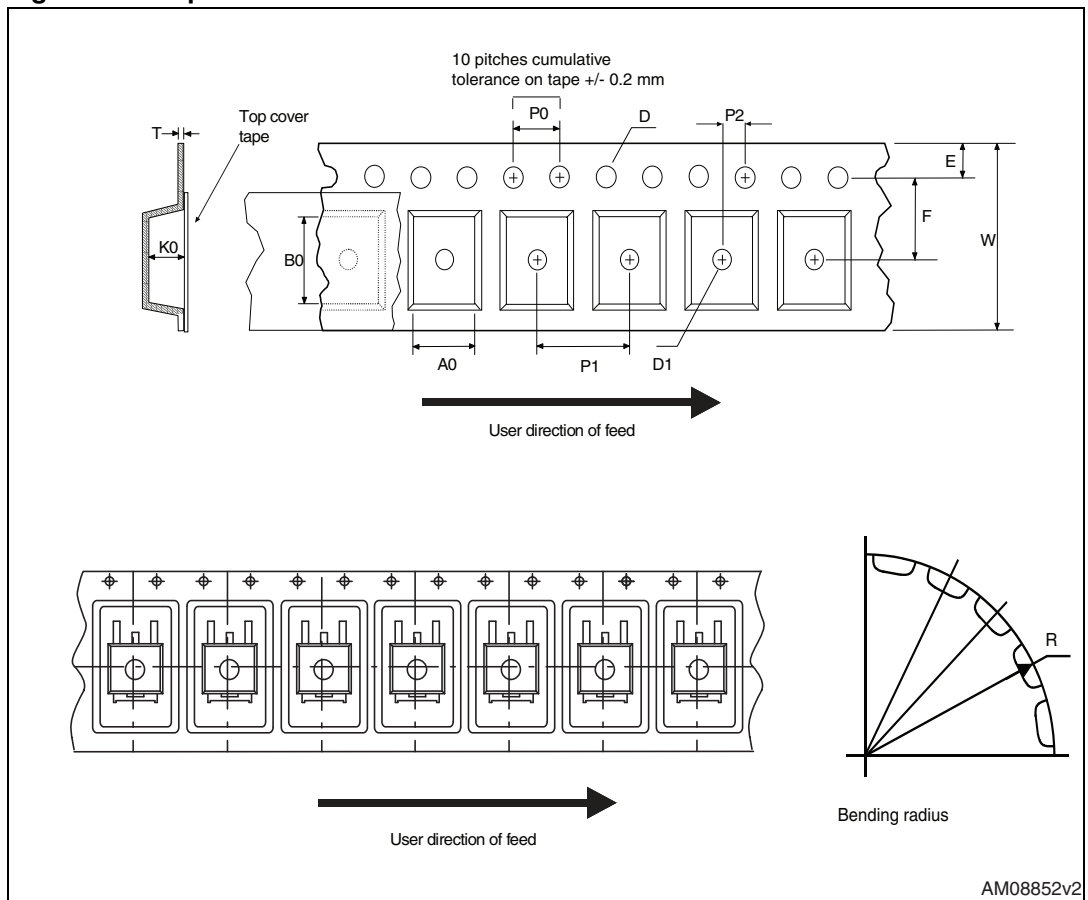 10 pitches cumulative
tolerance on tape +/- 0.2 mm
Top cover
tape
T
P0
D
P2
E
F
W
K0
B0
A0
P1
D1
User direction of feed
R
Bending radius
User direction of feed
AM08852v2